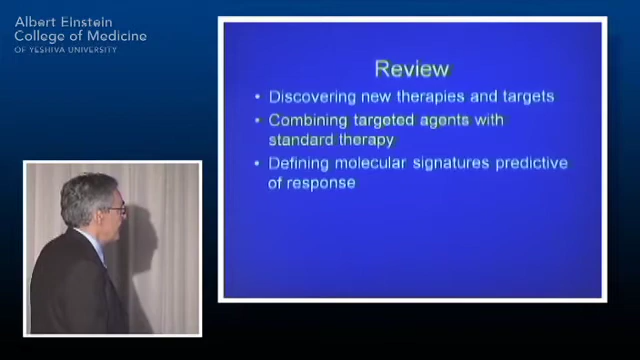 Albert Einstein
College of Medicine
OF YESHIVA UNIVERSITY
Review
• Discovering new therapies and targets
• Combining targeted agents with
standard therapy
• Defining molecular signatures predictive
of response